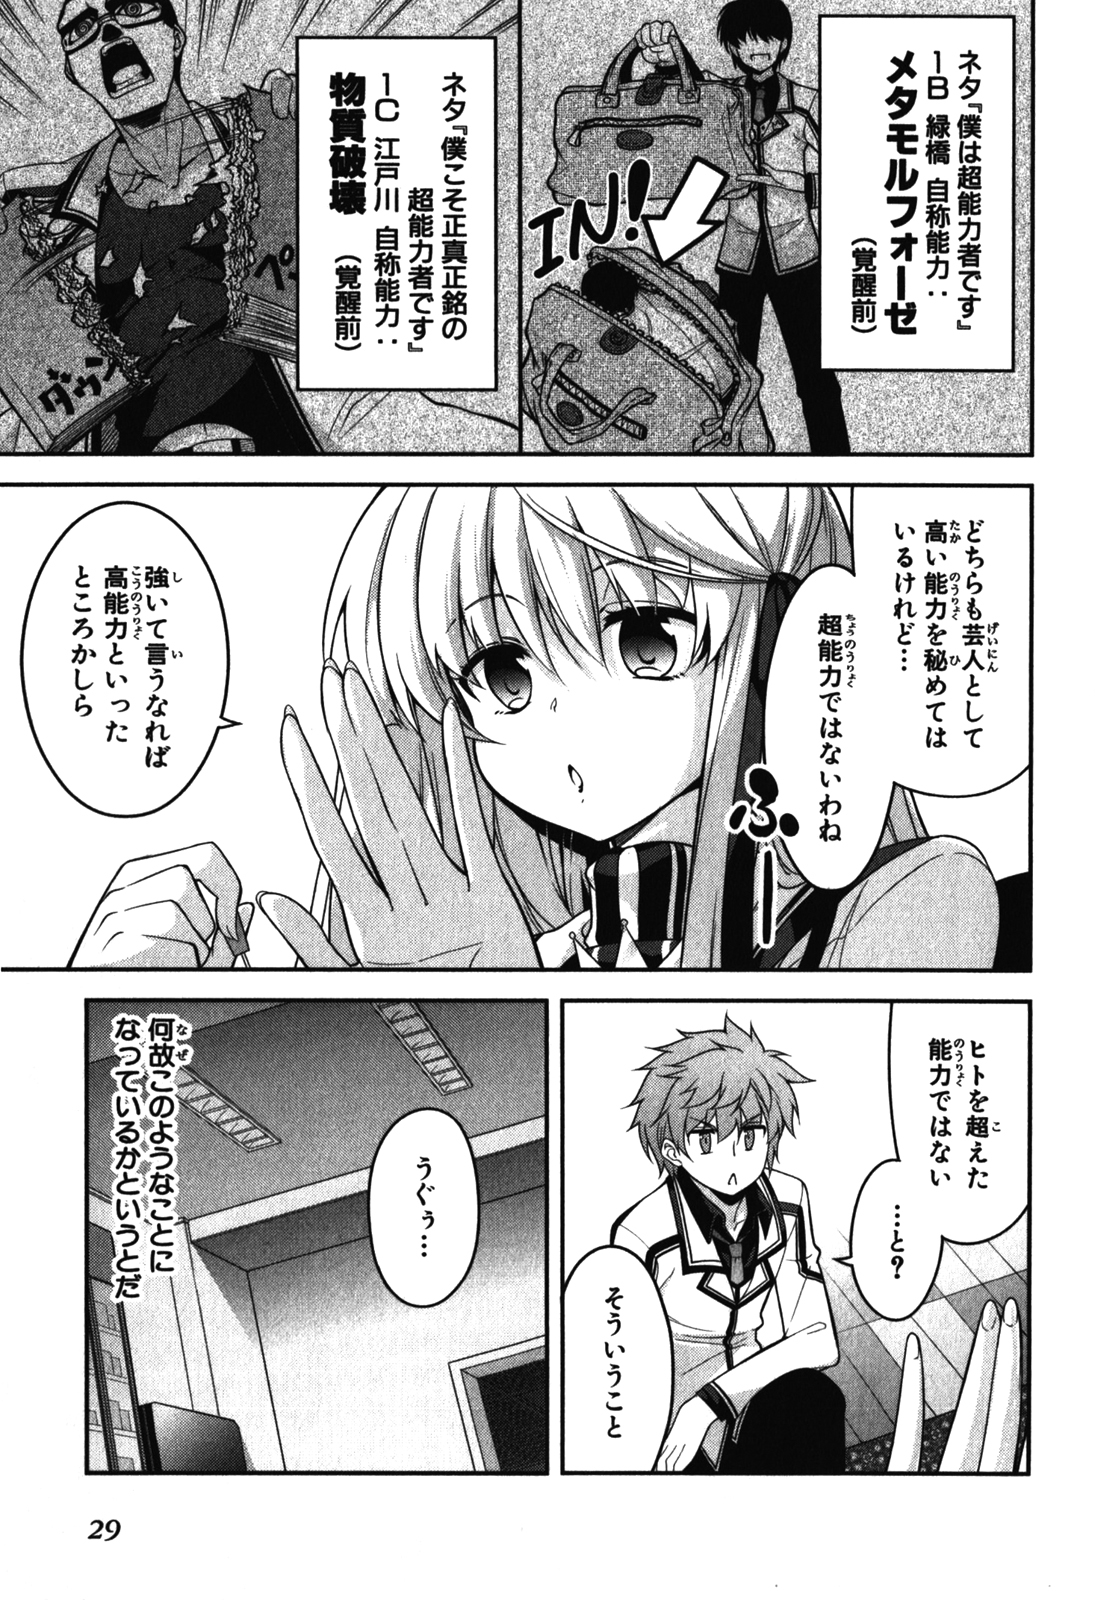 ネタ『僕は超能力者です』
1B 緑橋 自称能力：
メタモルフォーゼ
（覚醒前）
IN!
ネタ『僕こそ正真正銘の
超能力者です』
1C 江戸川 自称能力：
物質破壊
（覚醒前）
ダウン
どちらも芸人として
高い能力を秘めては
いるけれど…
超能力ではないわね
ふー
強いて言うなれば
高能力といった
ところかしら
ヒトを超えた
能力ではない
……と？
そういうこと
うぐぅ…
何故このようなことに
なっているかというとだ
29